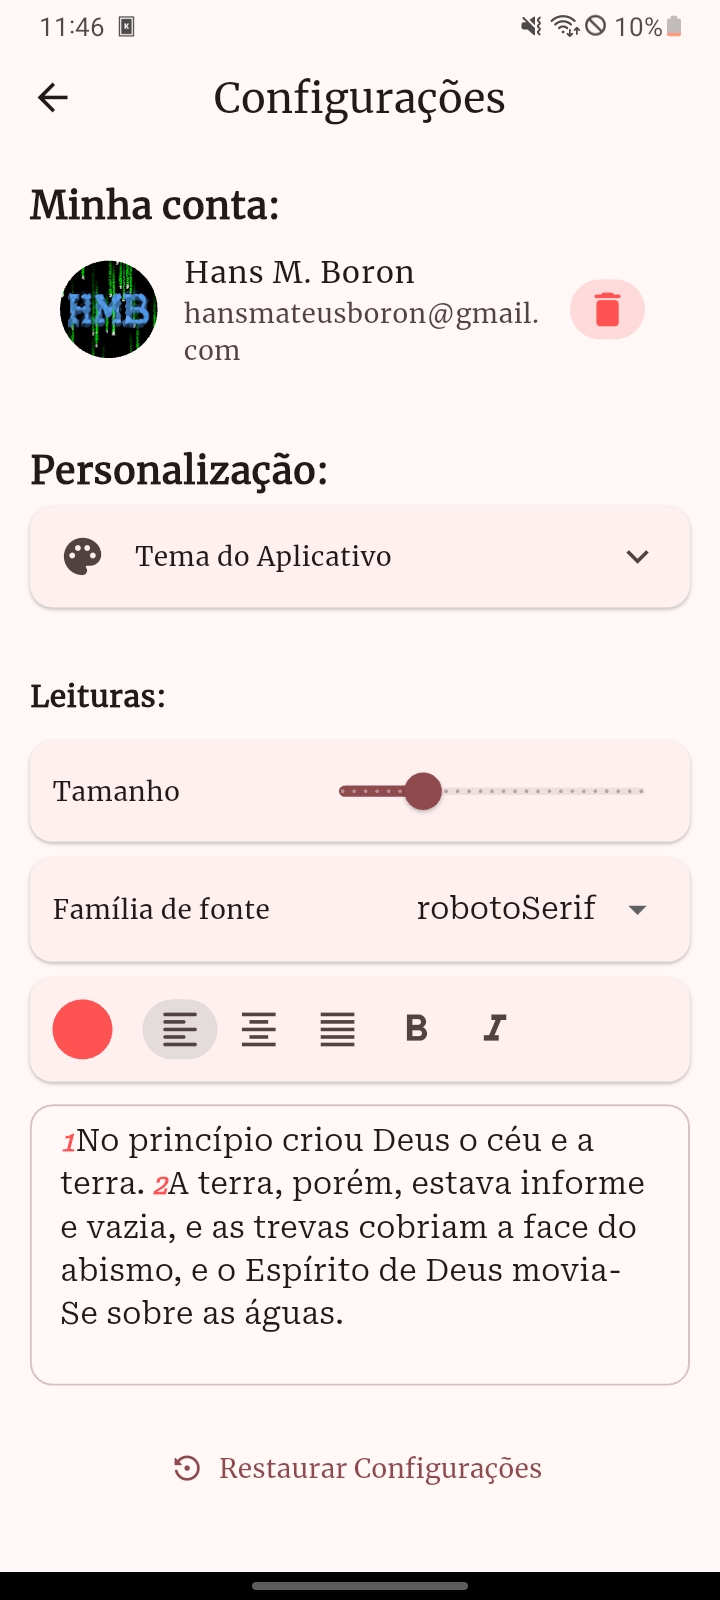 11:46
10%
Configurações
Minha conta:
HMB
Hans M. Boron
hansmateusboron@gmail.
com
Personalização:
Tema do Aplicativo
Leituras:
Tamanho
Família de fonte
robotoSerif
B I
1No princípio criou Deus o céu e a
terra. 2A terra, porém, estava informe
e vazia, e as trevas cobriam a face do
abismo, e o Espírito de Deus movia-
Se sobre as águas.
Restaurar Configurações